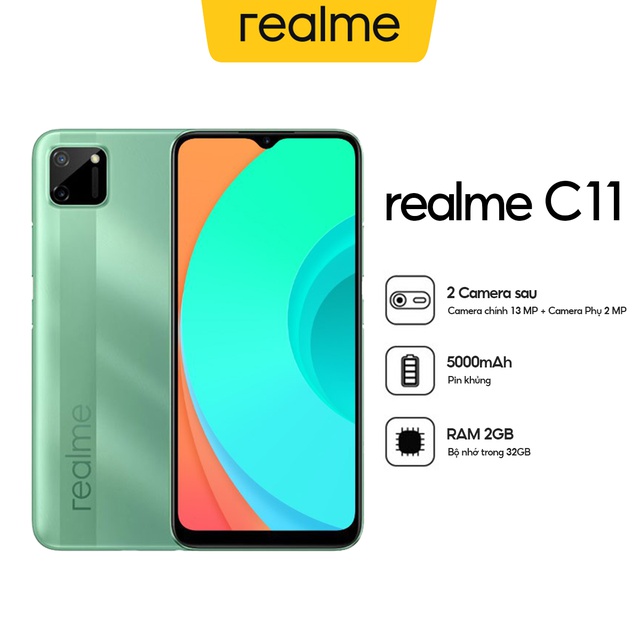 realme
realme
realme C11
2 Camera sau
Camera chính 13 MP + Camera Phụ 2 MP
5000mAh
Pin khủng
RAM 2GB
Bộ nhớ trong 32GB